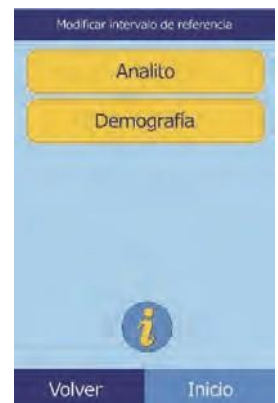 Modificar intervalo de referencia
Analito
Demografía
i
Volver Inicio